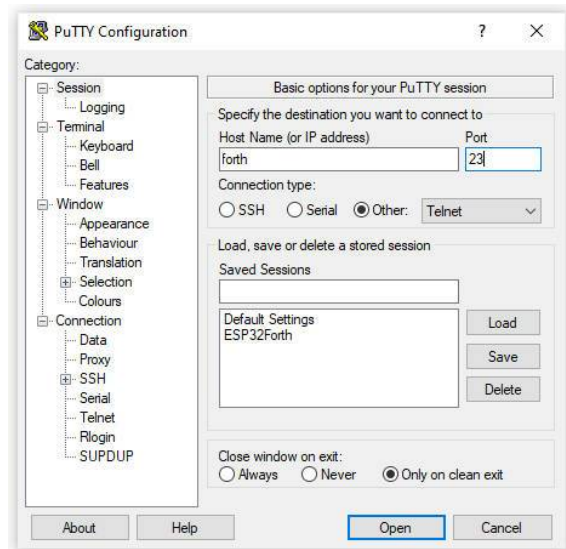 PuTTY Configuration
?
Category:
Session
Logging
Terminal
Keyboard
Bell
Features
Window
Appearance
Behaviour
Translation
Selection
Colours
Connection
Data
Proxy
SSH
Serial
Telnet
Rlogin
SUPDUP
Basic options for your PuTTY session
Specify the destination you want to connect to
Host Name (or IP address) Port
forth 23
Connection type:
SSH Serial Other: Telnet
Load, save or delete a stored session
Saved Sessions
Default Settings
ESP32Forth
Load
Save
Delete
Close window on exit:
Always Never Only on clean exit
About Help Open Cancel